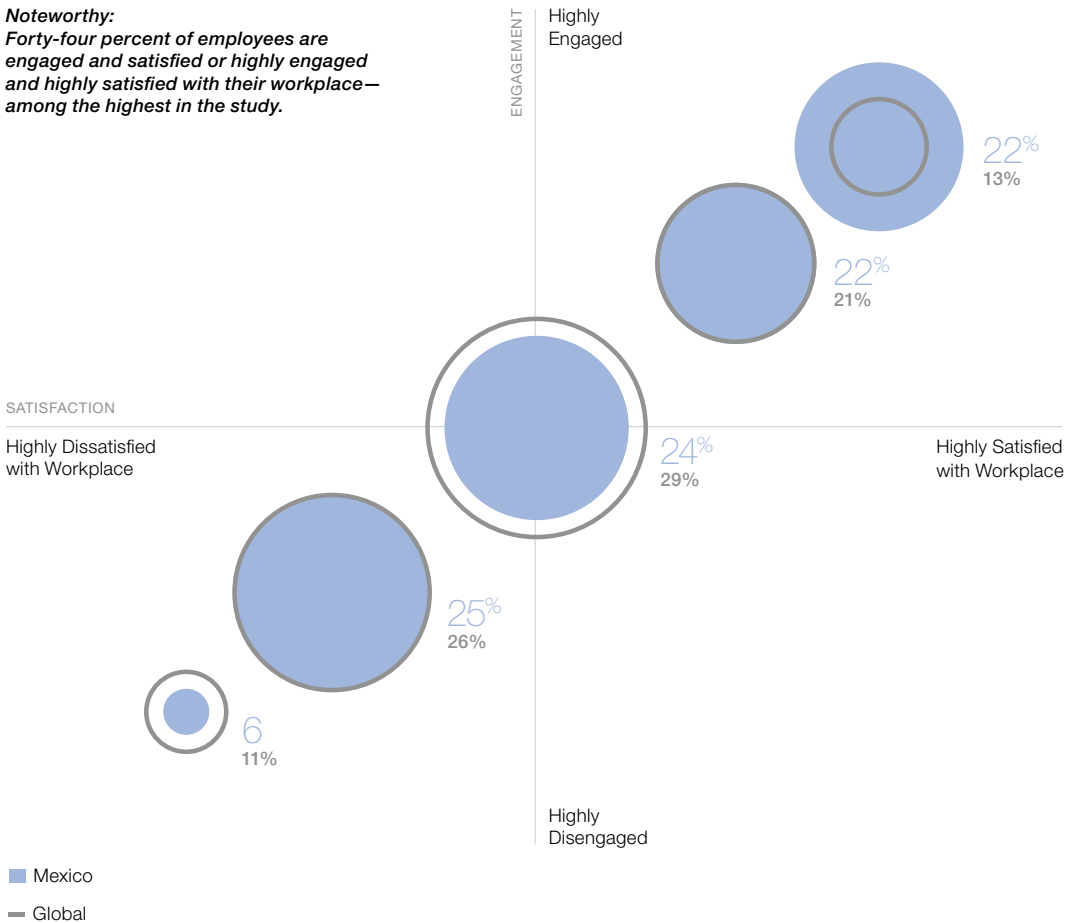 Noteworthy:
Forty-four percent of employees are
engaged and satisfied or highly engaged
and highly satisfied with their workplace—
among the highest in the study.
ENGAGEMENT
Highly
Engaged
22%
13%
22%
21%
SATISFACTION
Highly Dissatisfied
with Workplace
Highly Satisfied
with Workplace
24%
29%
25%
26%
6
11%
Highly
Disengaged
Mexico
Global